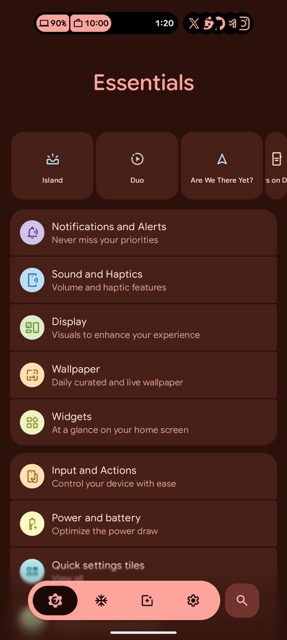 90% 10:00 1:20
Essentials
Island Duo Are We There Yet? s on D
Notifications and Alerts
Never miss your priorities
Sound and Haptics
Volume and haptic features
Display
Visuals to enhance your experience
Wallpaper
Daily curated and live wallpaper
Widgets
At a glance on your home screen
Input and Actions
Control your device with ease
Power and battery
Optimize the power draw
Quick settings tiles